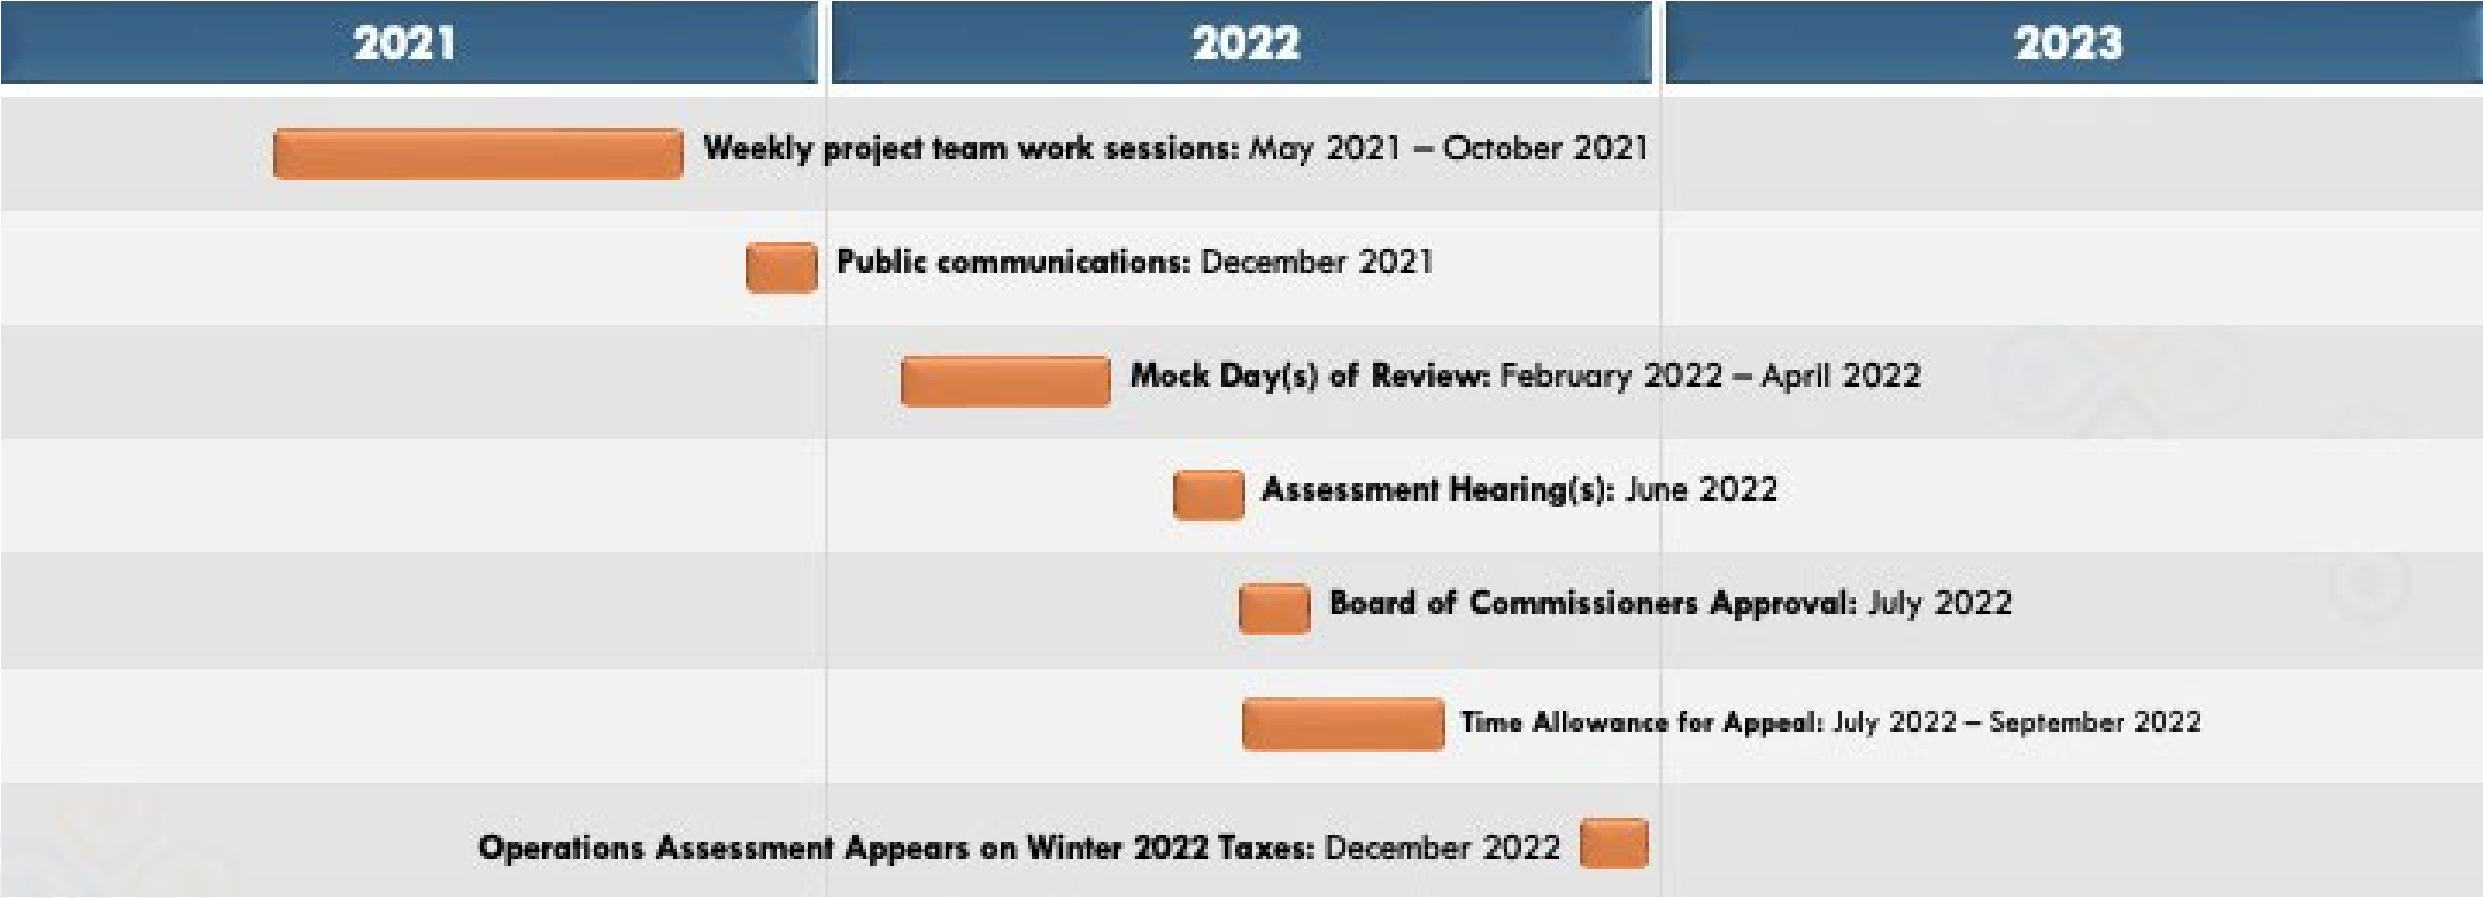 2021 2022 2023
Weekly project team work sessions: May 2021 – October 2021
Public communications: December 2021
Mock Day(s) of Review: February 2022 – April 2022
Assessment Hearing(s): June 2022
Board of Commissioners Approval: July 2022
Time Allowance for Appeal: July 2022 – September 2022
Operations Assessment Appears on Winter 2022 Taxes: December 2022